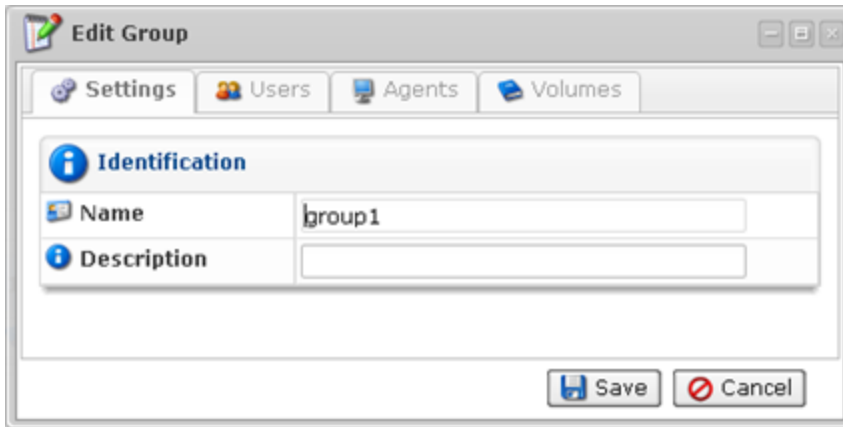 Edit Group
Settings Users Agents Volumes
Identification
Name group1
Description
Save Cancel